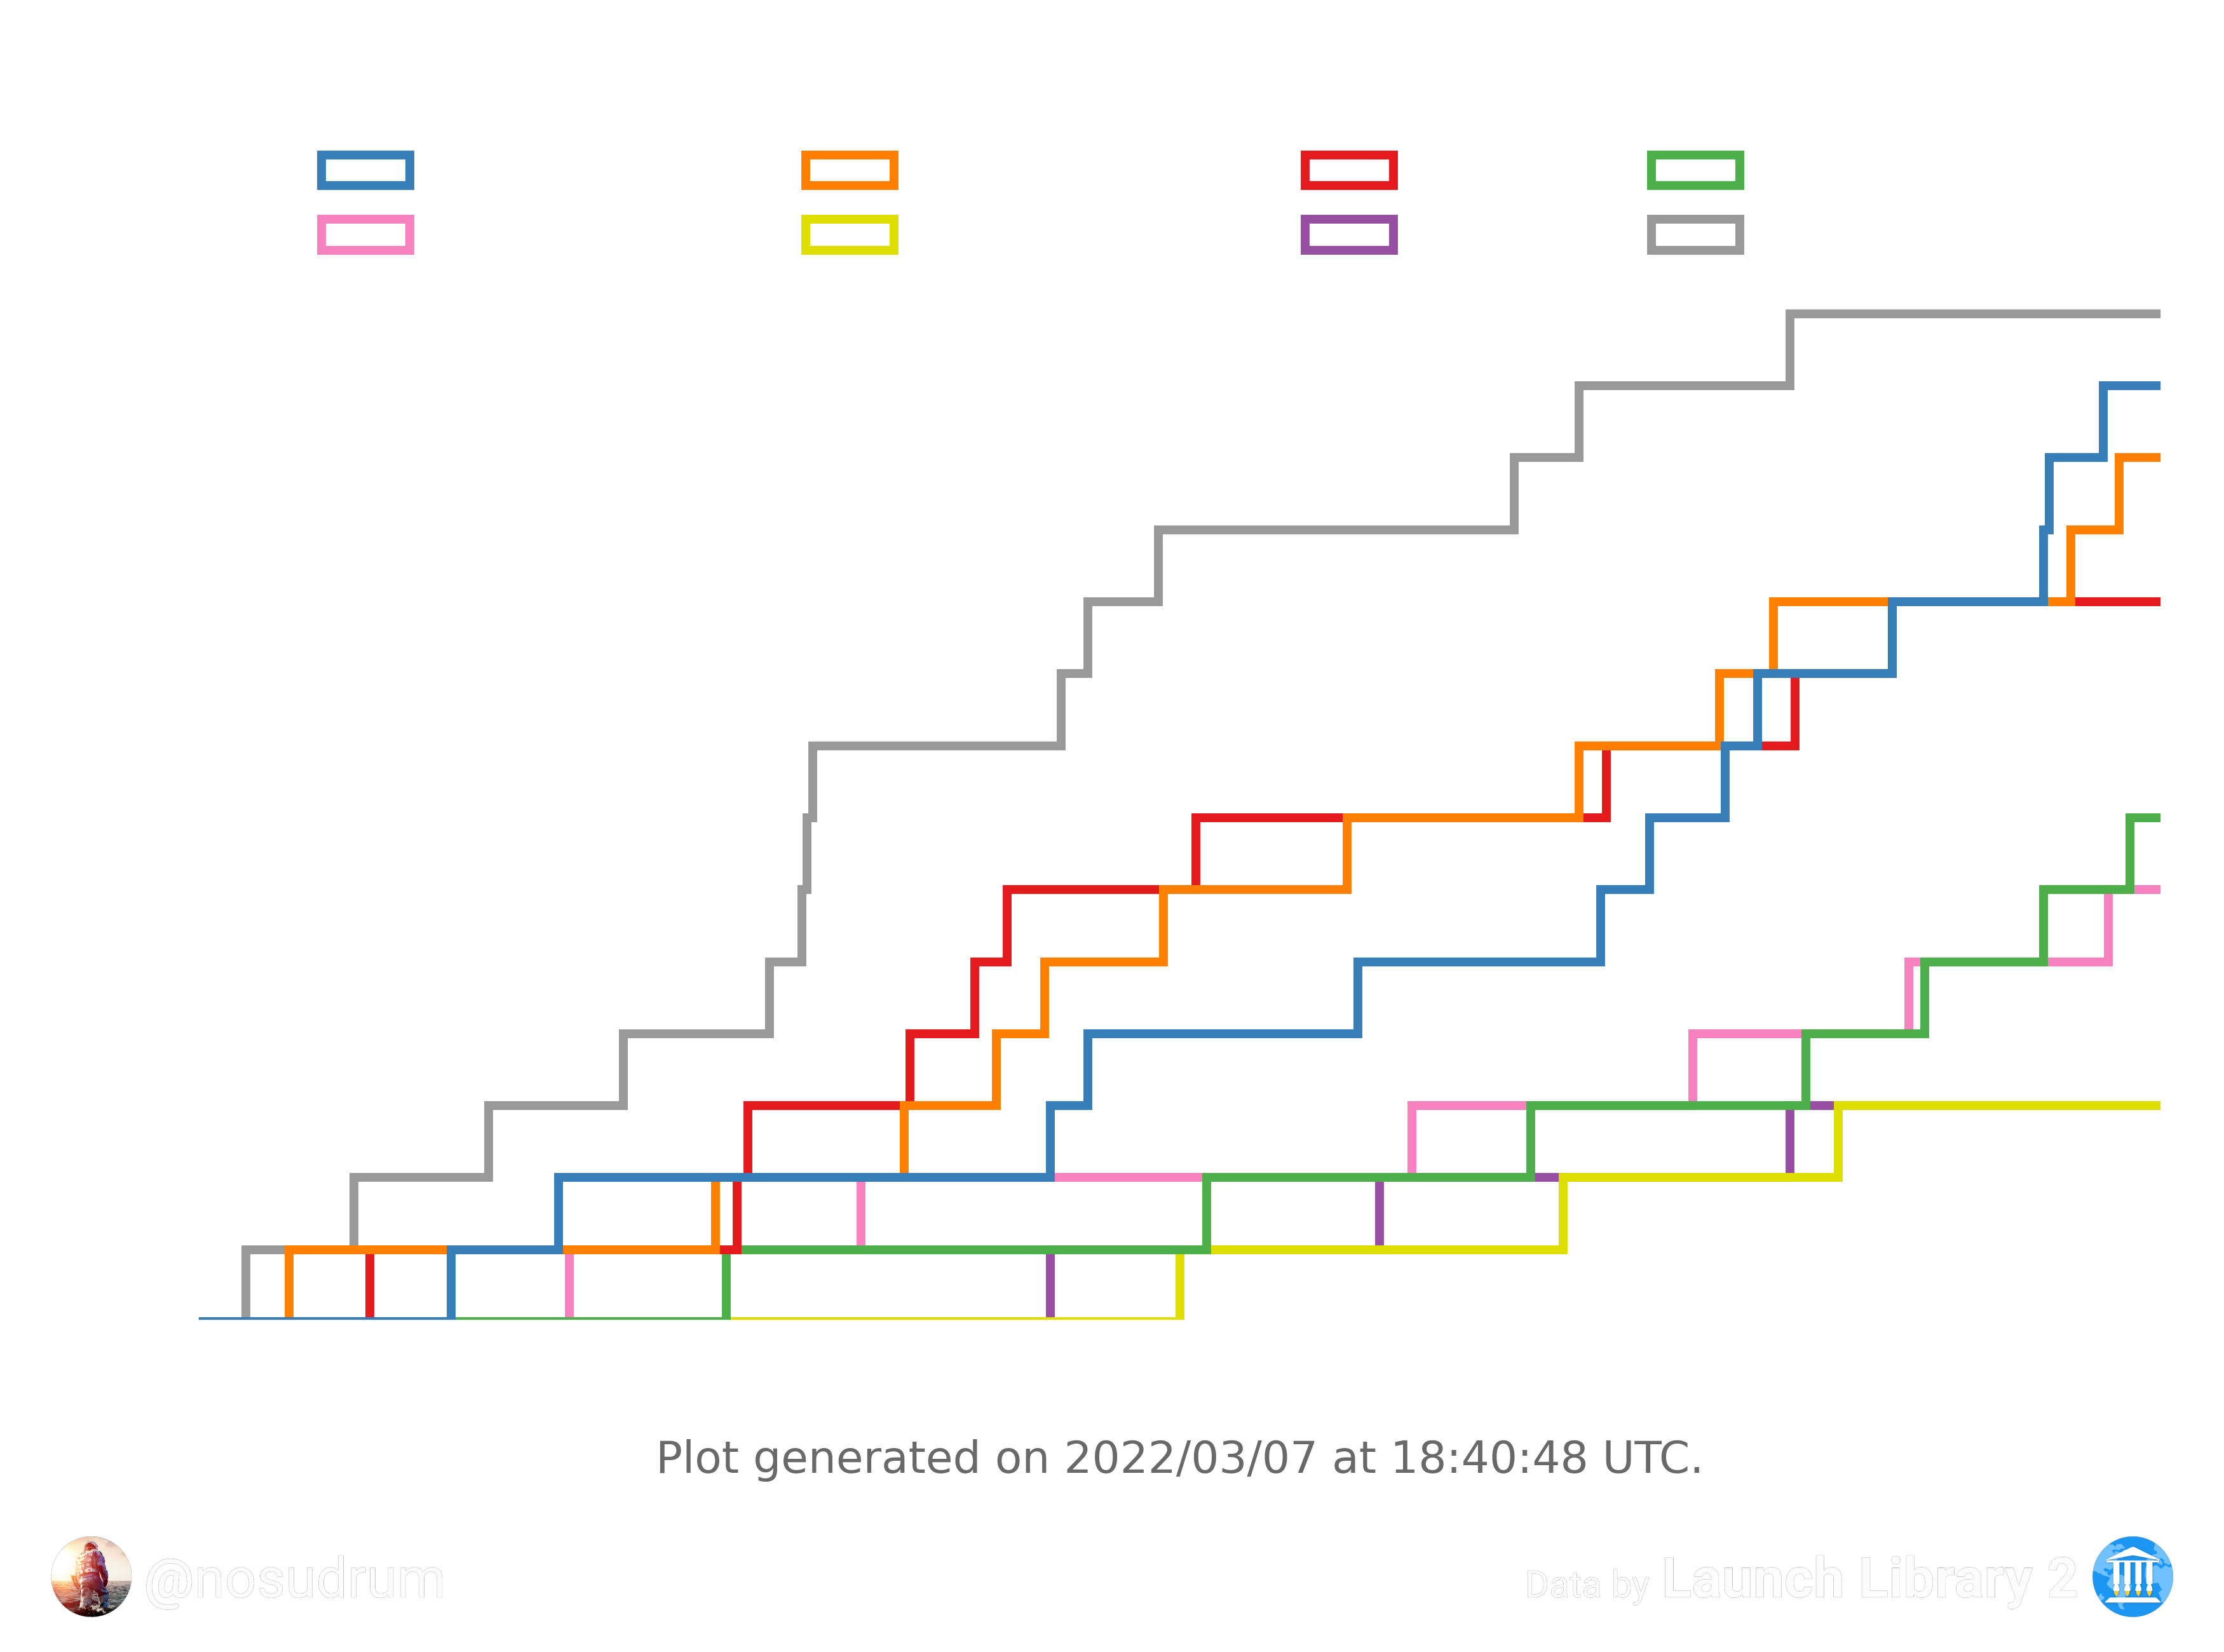 Plot generated on 2022/03/07 at 18:40:48 UTC.
@nosudrum
Data by Launch Library 2